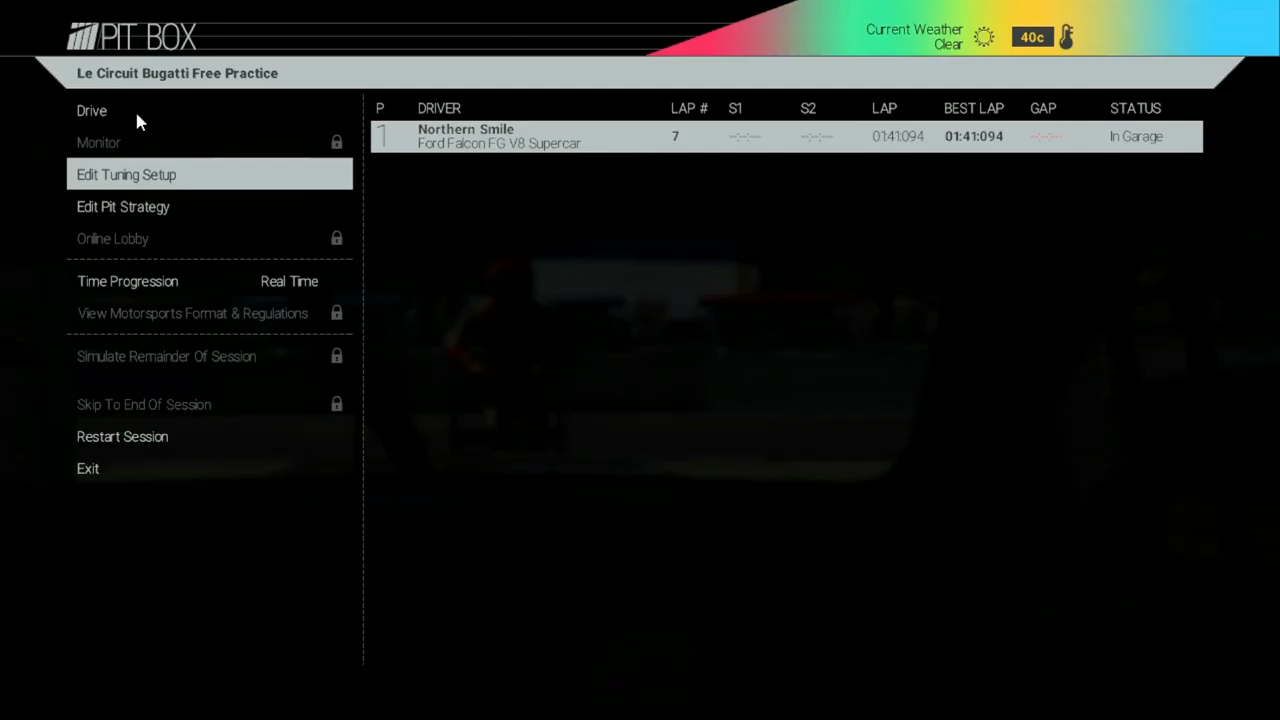 PIT BOX
Current Weather
Clear
40c
Le Circuit Bugatti Free Practice
Drive
Monitor
Edit Tuning Setup
Edit Pit Strategy
Online Lobby
Time Progression Real Time
View Motorsports Format & Regulations
Simulate Remainder Of Session
Skip To End Of Session
Restart Session
Exit
P DRIVER LAP # S1 S2 LAP BEST LAP GAP STATUS
1 Northern Smile 7 --:--:--- --:--:--- 01:41:094 01:41:094 --:--:--- In Garage
Ford Falcon FG V8 Supercar